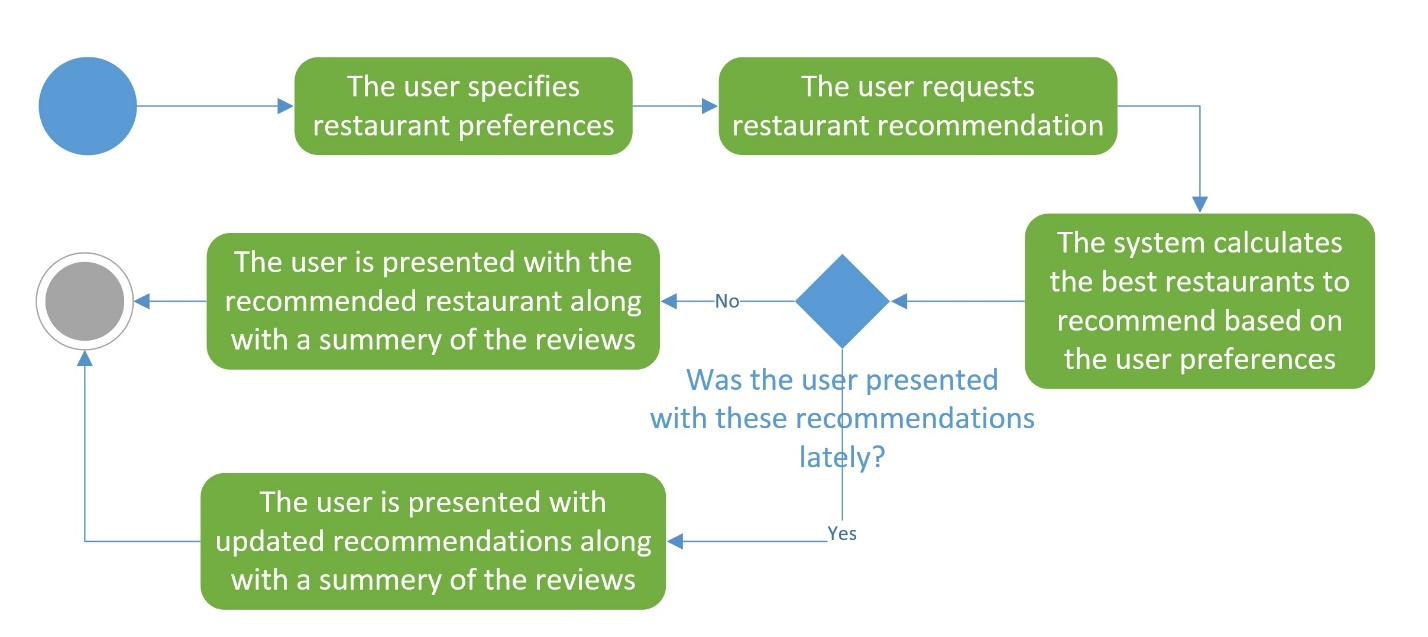 The user specifies
restaurant preferences
The user requests
restaurant recommendation
The system calculates
the best restaurants to
recommend based on
the user preferences
The user is presented with the
recommended restaurant along
with a summery of the reviews
No
Was the user presented
with these recommendations
lately?
Yes
The user is presented with
updated recommendations along
with a summery of the reviews